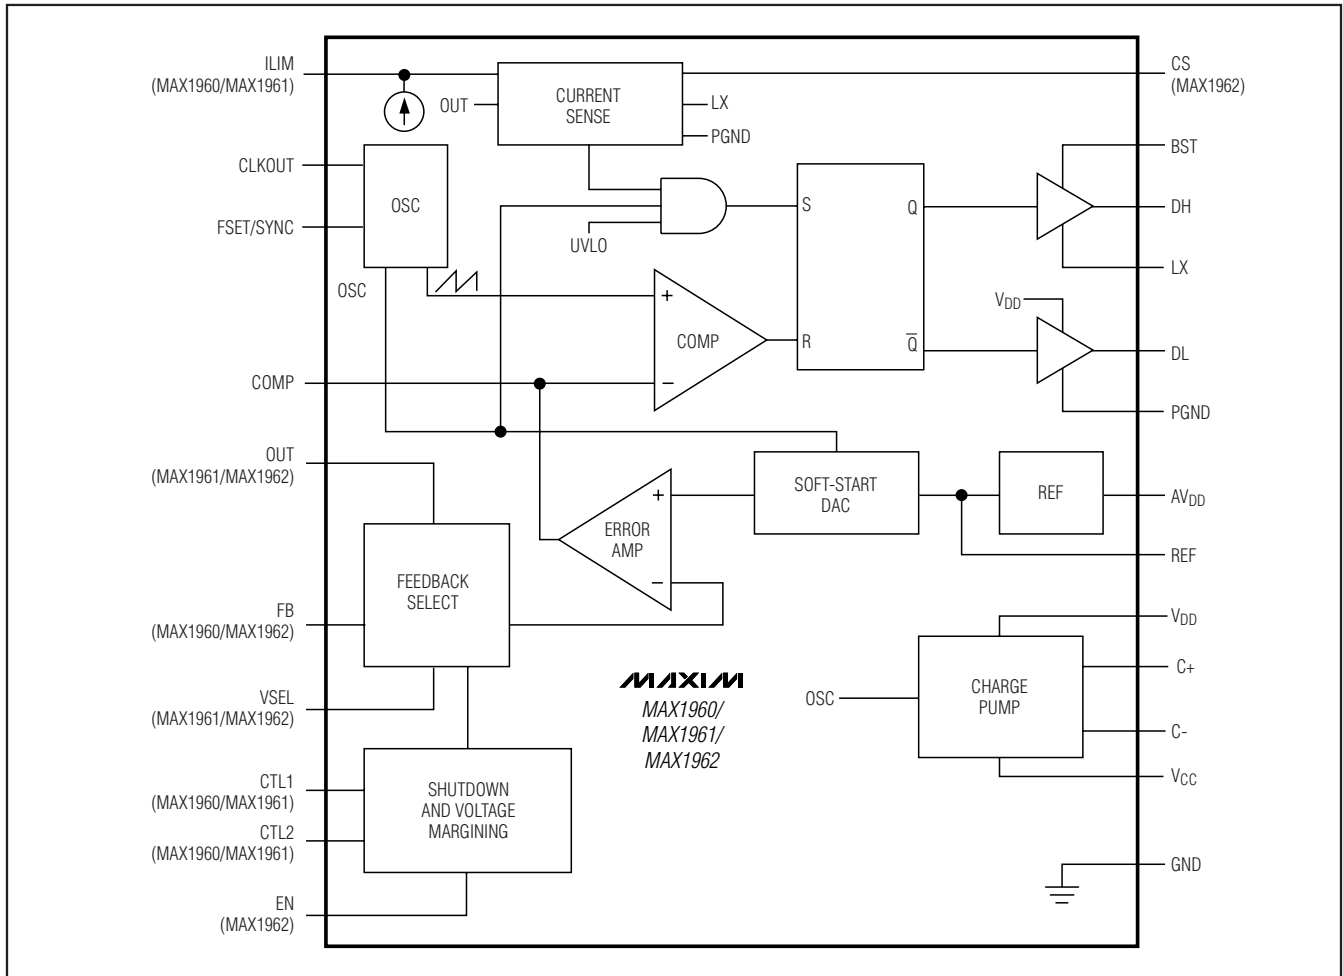 ILIM
(MAX1960/MAX1961)
CLKOUT
FSET/SYNC
COMP
OUT
(MAX1961/MAX1962)
FB
(MAX1960/MAX1962)
VSEL
(MAX1961/MAX1962)
CTL1
(MAX1960/MAX1961)
CTL2
(MAX1960/MAX1961)
EN
(MAX1962)
OUT
CURRENT
SENSE
LX
PGND
OSC
OSC
UVLO
S
R
Q
Q̅
+
COMP
−
VDD
SOFT-START
DAC
REF
+
ERROR
AMP
−
FEEDBACK
SELECT
SHUTDOWN
AND VOLTAGE
MARGINING
MAXIM
MAX1960/
MAX1961/
MAX1962
OSC
CHARGE
PUMP
CS
(MAX1962)
BST
DH
LX
DL
PGND
AVDD
REF
VDD
C+
C-
VCC
GND